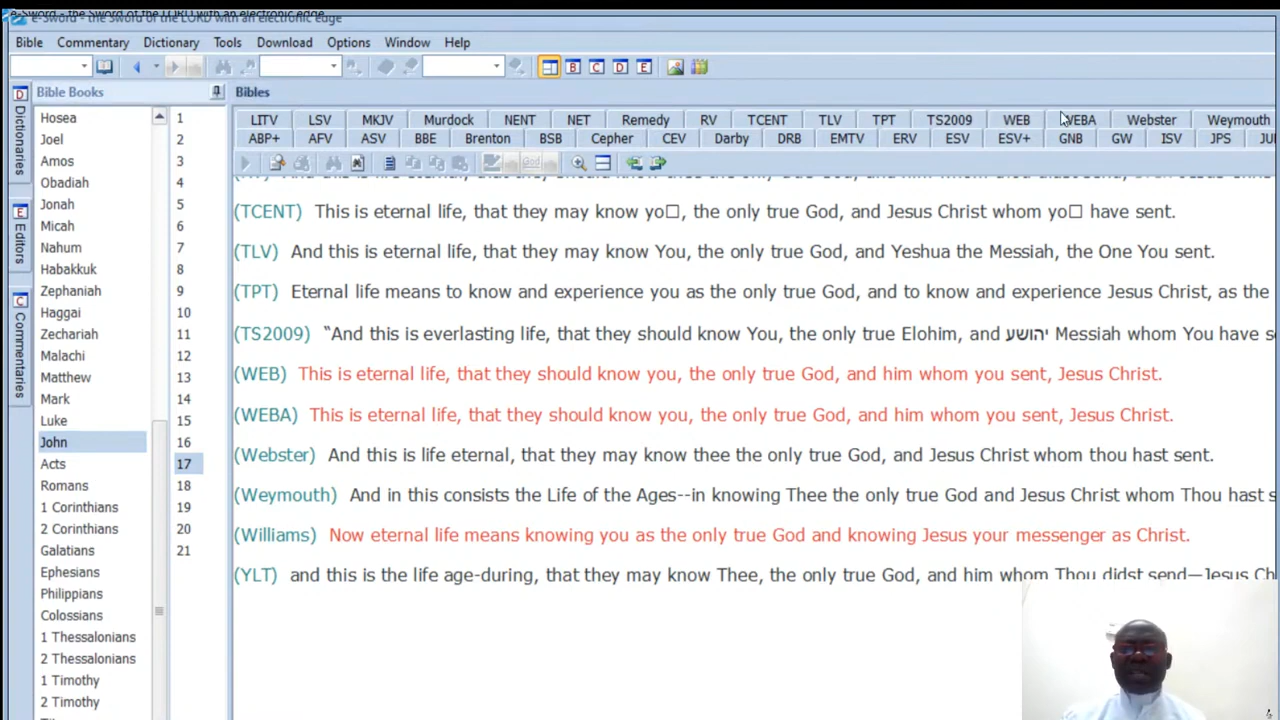 e-Sword - the Sword of the LORD with an electronic edge
Bible Commentary Dictionary Tools Download Options Window Help
B C D E
Bible Books
Bibles
D Dictionaries
E Editors
C Commentaries
Hosea
Joel
Amos
Obadiah
Jonah
Micah
Nahum
Habakkuk
Zephaniah
Haggai
Zechariah
Malachi
Matthew
Mark
Luke
John
Acts
Romans
1 Corinthians
2 Corinthians
Galatians
Ephesians
Philippians
Colossians
1 Thessalonians
2 Thessalonians
1 Timothy
2 Timothy
1
2
3
4
5
6
7
8
9
10
11
12
13
14
15
16
17
18
19
20
21
LITV LSV MKJV Murdock NENT NET Remedy RV TCENT TLV TPT TS2009 WEB WEBA Webster Weymouth
ABP+ AFV ASV BBE Brenton BSB Cepher CEV Darby DRB EMTV ERV ESV ESV+ GNB GW ISV JPS
(TCENT) This is eternal life, that they may know yo□, the only true God, and Jesus Christ whom yo□ have sent.
(TLV) And this is eternal life, that they may know You, the only true God, and Yeshua the Messiah, the One You sent.
(TPT) Eternal life means to know and experience you as the only true God, and to know and experience Jesus Christ, as the
(TS2009) “And this is everlasting life, that they should know You, the only true Elohim, and יהושע Messiah whom You have
(WEB) This is eternal life, that they should know you, the only true God, and him whom you sent, Jesus Christ.
(WEBA) This is eternal life, that they should know you, the only true God, and him whom you sent, Jesus Christ.
(Webster) And this is life eternal, that they may know thee the only true God, and Jesus Christ whom thou hast sent.
(Weymouth) And in this consists the Life of the Ages--in knowing Thee the only true God and Jesus Christ whom Thou hast
(Williams) Now eternal life means knowing you as the only true God and knowing Jesus your messenger as Christ.
(YLT) and this is the life age-during, that they may know Thee, the only true God, and him whom Thou didst send—Jesus